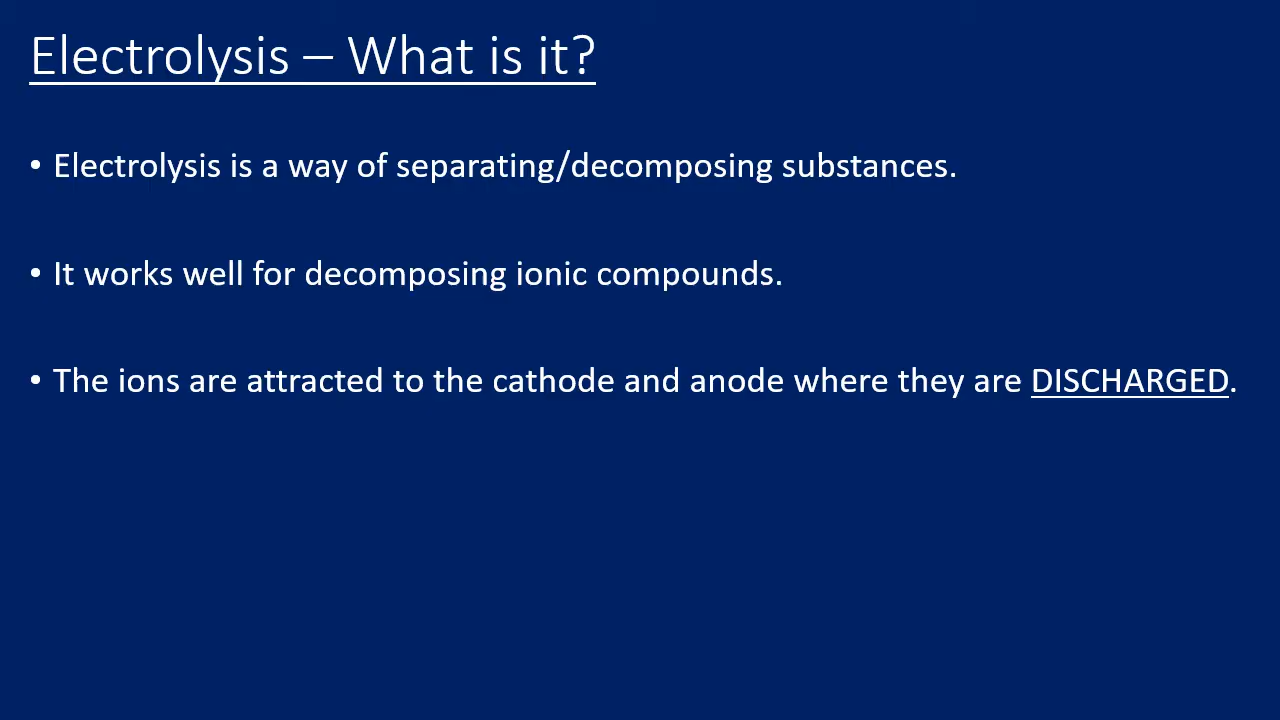 Electrolysis – What is it?
• Electrolysis is a way of separating/decomposing substances.
• It works well for decomposing ionic compounds.
• The ions are attracted to the cathode and anode where they are DISCHARGED.